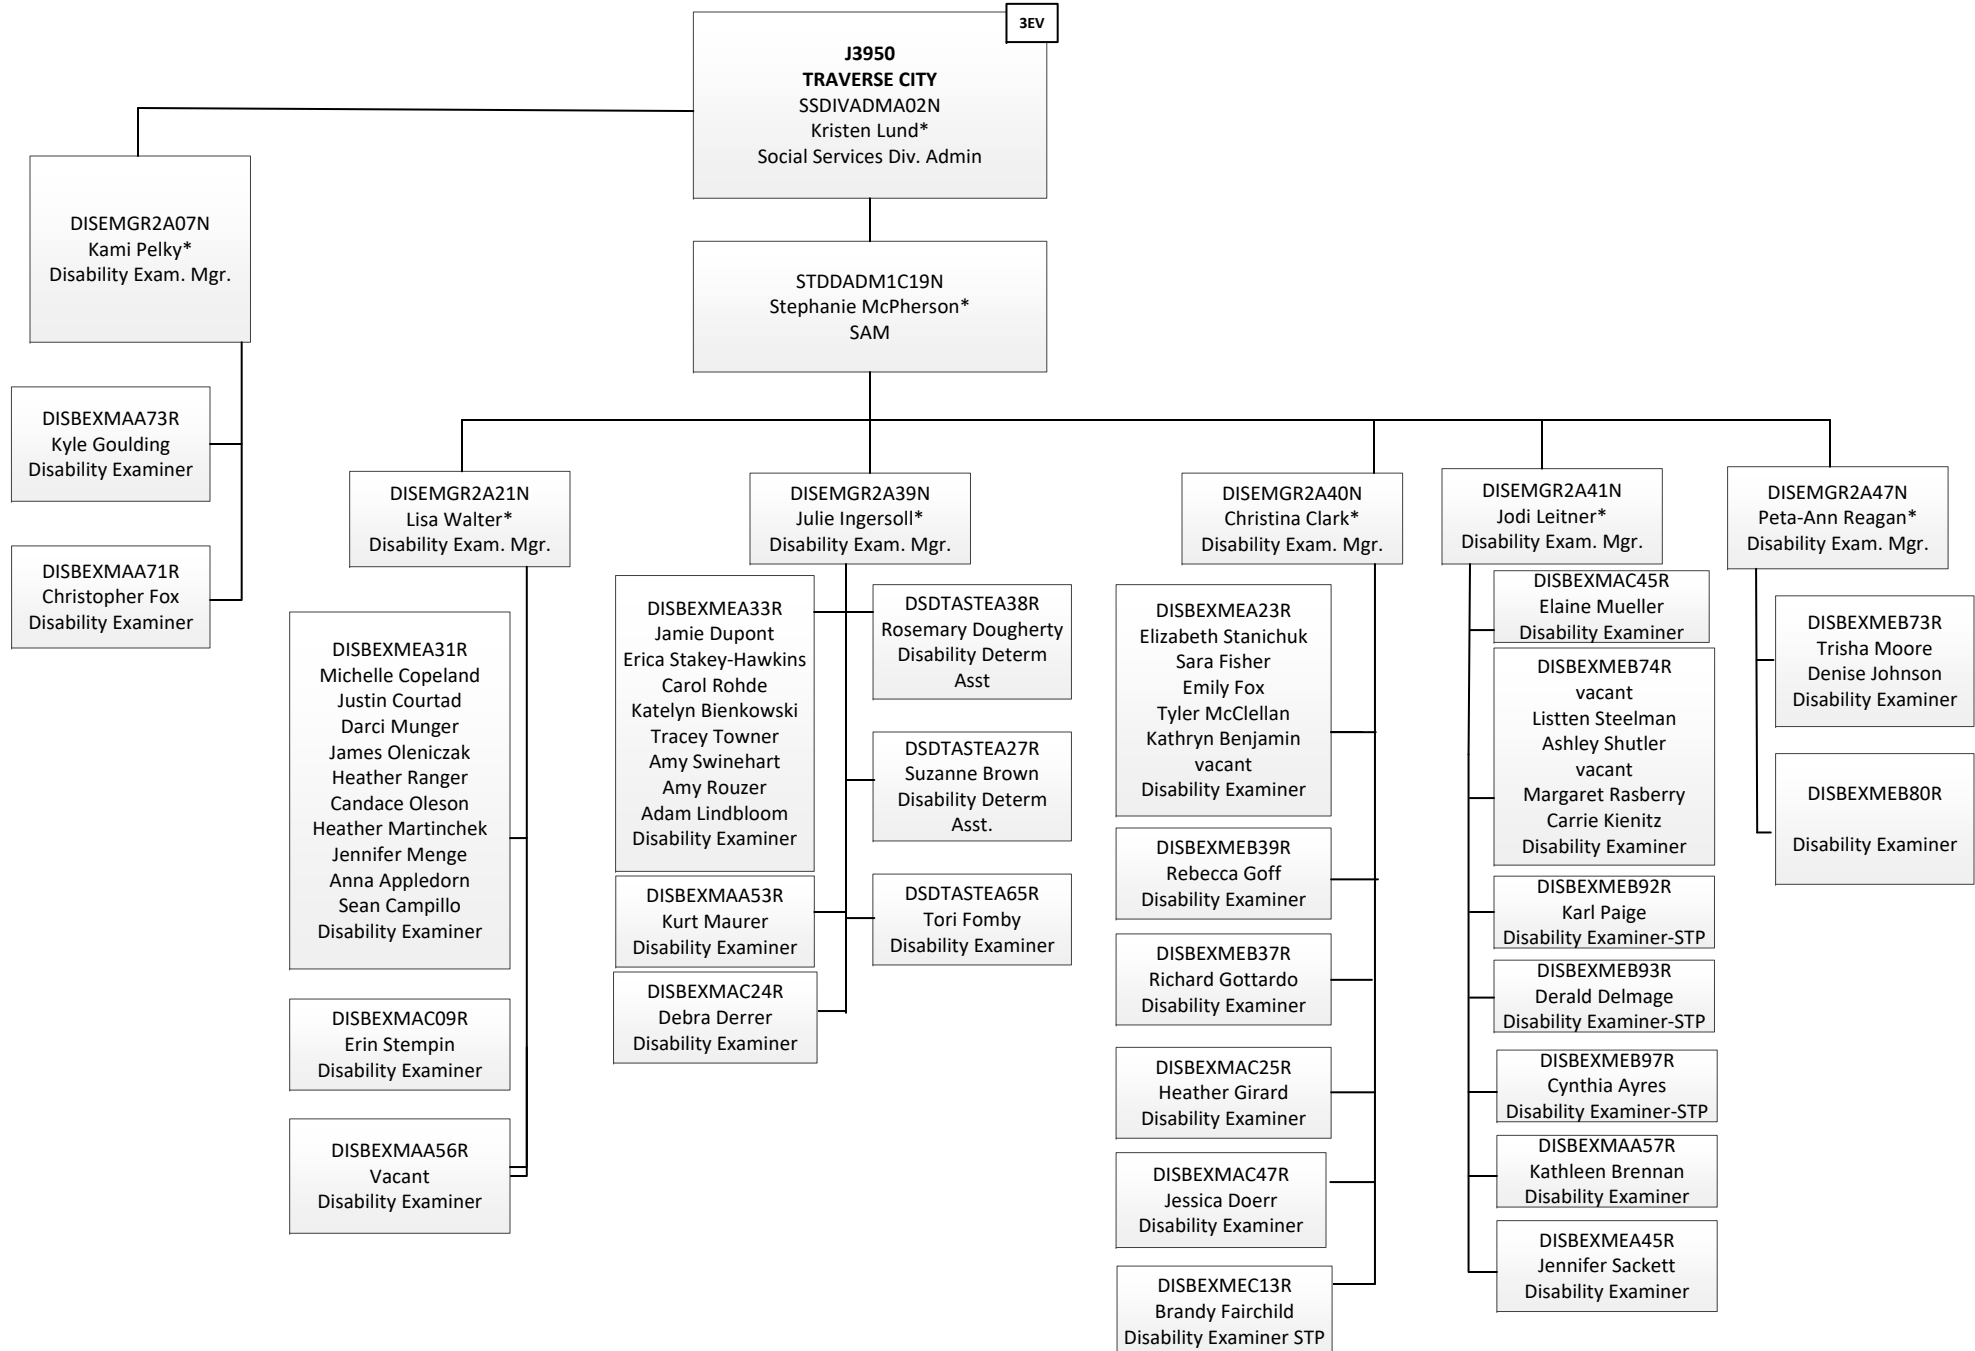 3EV
J3950
TRAVERSE CITY
SSDIVADMA02N
Kristen Lund*
Social Services Div. Admin
DISEMGR2A07N
Kami Pelky*
Disability Exam. Mgr.
STDDADM1C19N
Stephanie McPherson*
SAM
DISBEXMAA73R
Kyle Goulding
Disability Examiner
DISBEXMAA71R
Christopher Fox
Disability Examiner
DISEMGR2A21N
Lisa Walter*
Disability Exam. Mgr.
DISBEXMEA31R
Michelle Copeland
Justin Courtad
Darci Munger
James Oleniczak
Heather Ranger
Candace Oleson
Heather Martinchek
Jennifer Menge
Anna Appledorn
Sean Campillo
Disability Examiner
DISBEXMAC09R
Erin Stempin
Disability Examiner
DISBEXMAA56R
Vacant
Disability Examiner
DISEMGR2A39N
Julie Ingersoll*
Disability Exam. Mgr.
DISBEXMEA33R
Jamie Dupont
Erica Stakey-Hawkins
Carol Rohde
Katelyn Bienkowski
Tracey Towner
Amy Swinehart
Amy Rouzer
Adam Lindbloom
Disability Examiner
DISBEXMAA53R
Kurt Maurer
Disability Examiner
DISBEXMAC24R
Debra Derrer
Disability Examiner
DSDTASTEA38R
Rosemary Dougherty
Disability Determ
Asst
DSDTASTEA27R
Suzanne Brown
Disability Determ
Asst.
DSDTASTEA65R
Tori Fomby
Disability Examiner
DISEMGR2A40N
Christina Clark*
Disability Exam. Mgr.
DISBEXMEA23R
Elizabeth Stanichuk
Sara Fisher
Emily Fox
Tyler McClellan
Kathryn Benjamin
vacant
Disability Examiner
DISBEXMEB39R
Rebecca Goff
Disability Examiner
DISBEXMEB37R
Richard Gottardo
Disability Examiner
DISBEXMAC25R
Heather Girard
Disability Examiner
DISBEXMAC47R
Jessica Doerr
Disability Examiner
DISBEXMEC13R
Brandy Fairchild
Disability Examiner STP
DISEMGR2A41N
Jodi Leitner*
Disability Exam. Mgr.
DISBEXMAC45R
Elaine Mueller
Disability Examiner
DISBEXMEB74R
vacant
Listten Steelman
Ashley Shutler
vacant
Margaret Rasberry
Carrie Kienitz
Disability Examiner
DISBEXMEB92R
Karl Paige
Disability Examiner-STP
DISBEXMEB93R
Derald Delmage
Disability Examiner-STP
DISBEXMEB97R
Cynthia Ayres
Disability Examiner-STP
DISBEXMAA57R
Kathleen Brennan
Disability Examiner
DISBEXMEA45R
Jennifer Sackett
Disability Examiner
DISEMGR2A47N
Peta-Ann Reagan*
Disability Exam. Mgr.
DISBEXMEB73R
Trisha Moore
Denise Johnson
Disability Examiner
DISBEXMEB80R
Disability Examiner